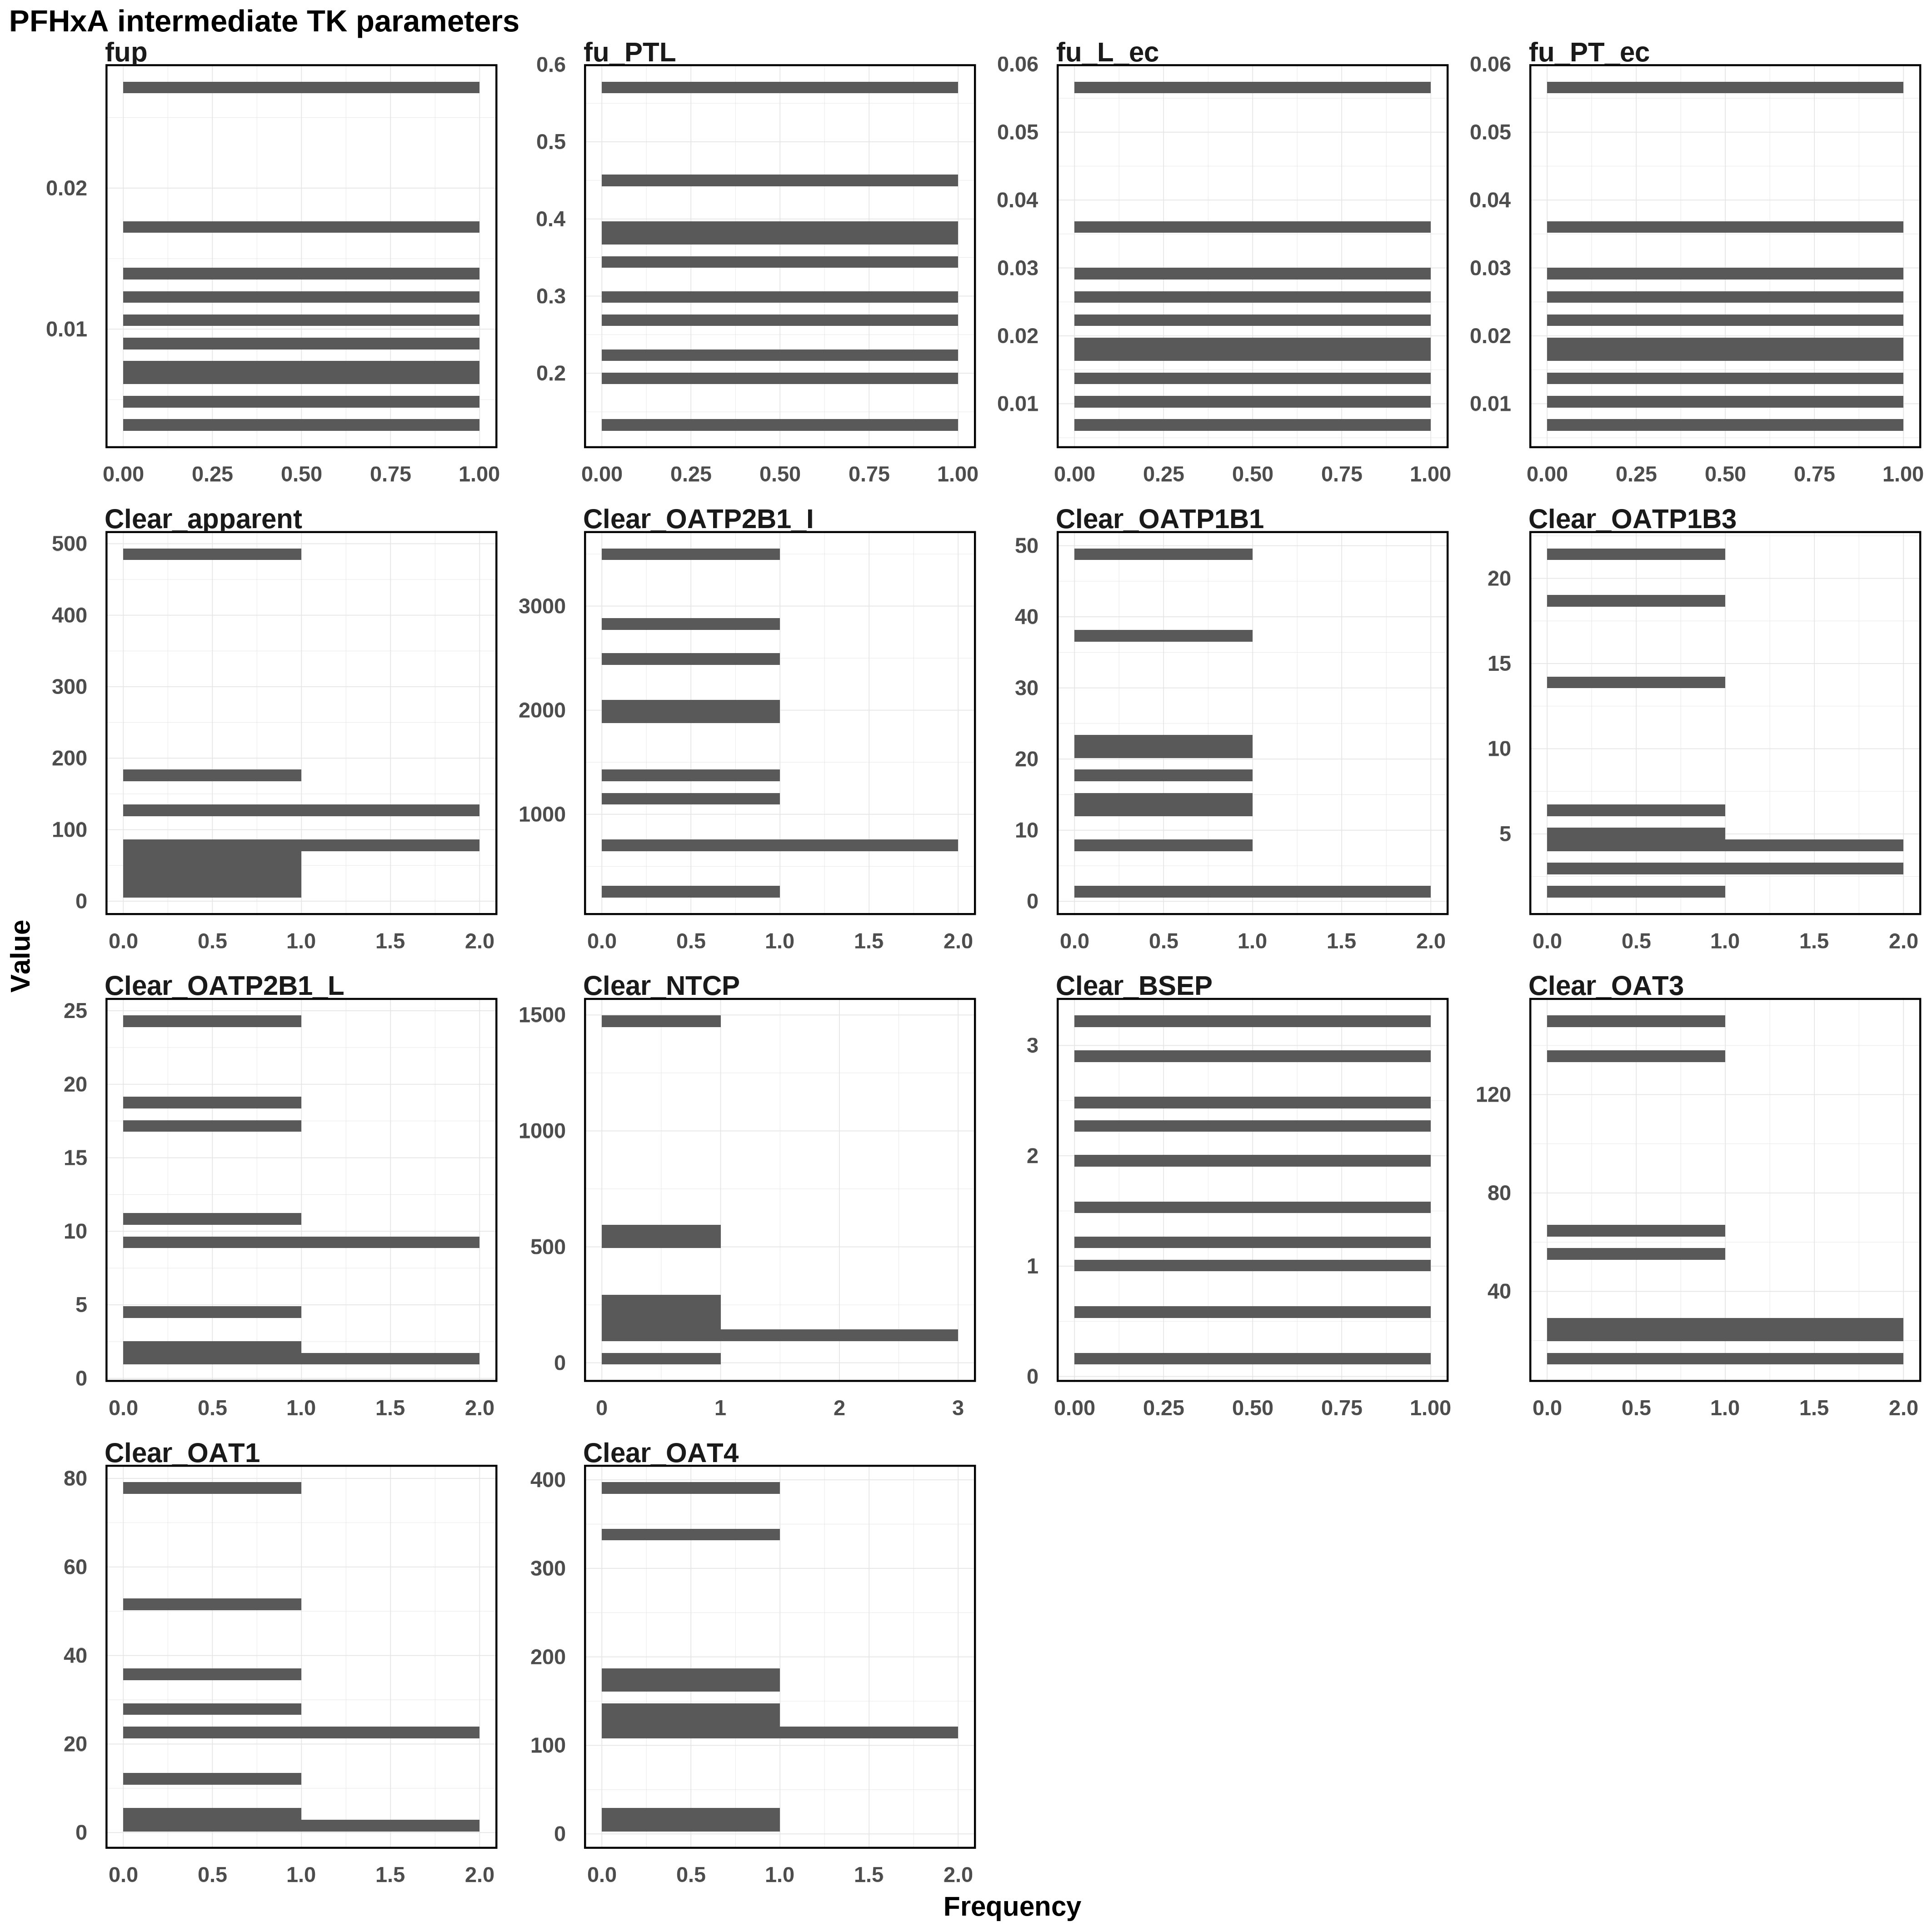 PFHxA intermediate TK parameters
fup
fu_PTL
fu_L_ec
fu_PT_ec
0.02
0.01
0.6
0.5
0.4
0.3
0.2
0.06
0.05
0.04
0.03
0.02
0.01
0.06
0.05
0.04
0.03
0.02
0.01
0.00 0.25 0.50 0.75 1.00
0.00 0.25 0.50 0.75 1.00
0.00 0.25 0.50 0.75 1.00
0.00 0.25 0.50 0.75 1.00
Clear_apparent
Clear_OATP2B1_I
Clear_OATP1B1
Clear_OATP1B3
500
400
300
200
100
0
3000
2000
1000
50
40
30
20
10
0
20
15
10
5
0.0 0.5 1.0 1.5 2.0
0.0 0.5 1.0 1.5 2.0
0.0 0.5 1.0 1.5 2.0
0.0 0.5 1.0 1.5 2.0
Value
Clear_OATP2B1_L
Clear_NTCP
Clear_BSEP
Clear_OAT3
25
20
15
10
5
0
1500
1000
500
0
3
2
1
0
120
80
40
0.0 0.5 1.0 1.5 2.0
0 1 2 3
0.00 0.25 0.50 0.75 1.00
0.0 0.5 1.0 1.5 2.0
Clear_OAT1
Clear_OAT4
80
60
40
20
0
400
300
200
100
0
0.0 0.5 1.0 1.5 2.0
0.0 0.5 1.0 1.5 2.0
Frequency